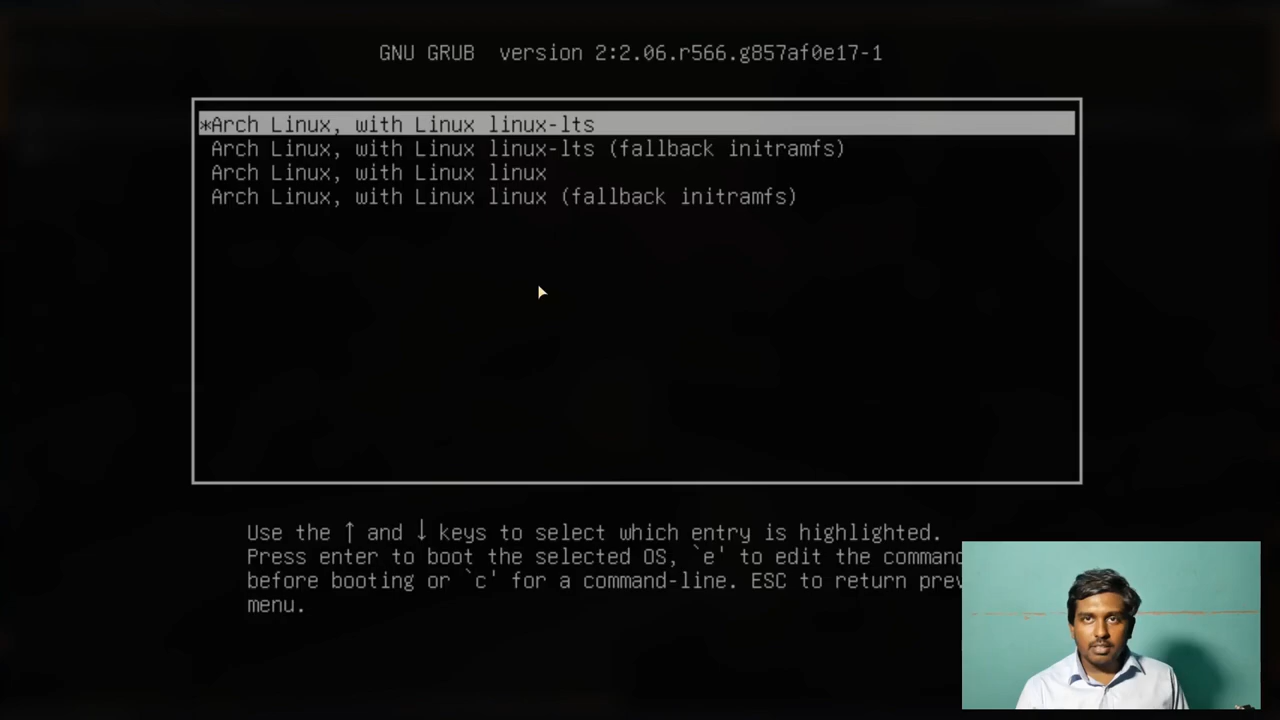 GNU GRUB version 2:2.06.r566.g857af0e17-1
*Arch Linux, with Linux linux-lts
Arch Linux, with Linux linux-lts (fallback initramfs)
Arch Linux, with Linux linux
Arch Linux, with Linux linux (fallback initramfs)
Use the ↑ and ↓ keys to select which entry is highlighted.
Press enter to boot the selected OS, `e' to edit the command
before booting or `c' for a command-line. ESC to return prev
menu.